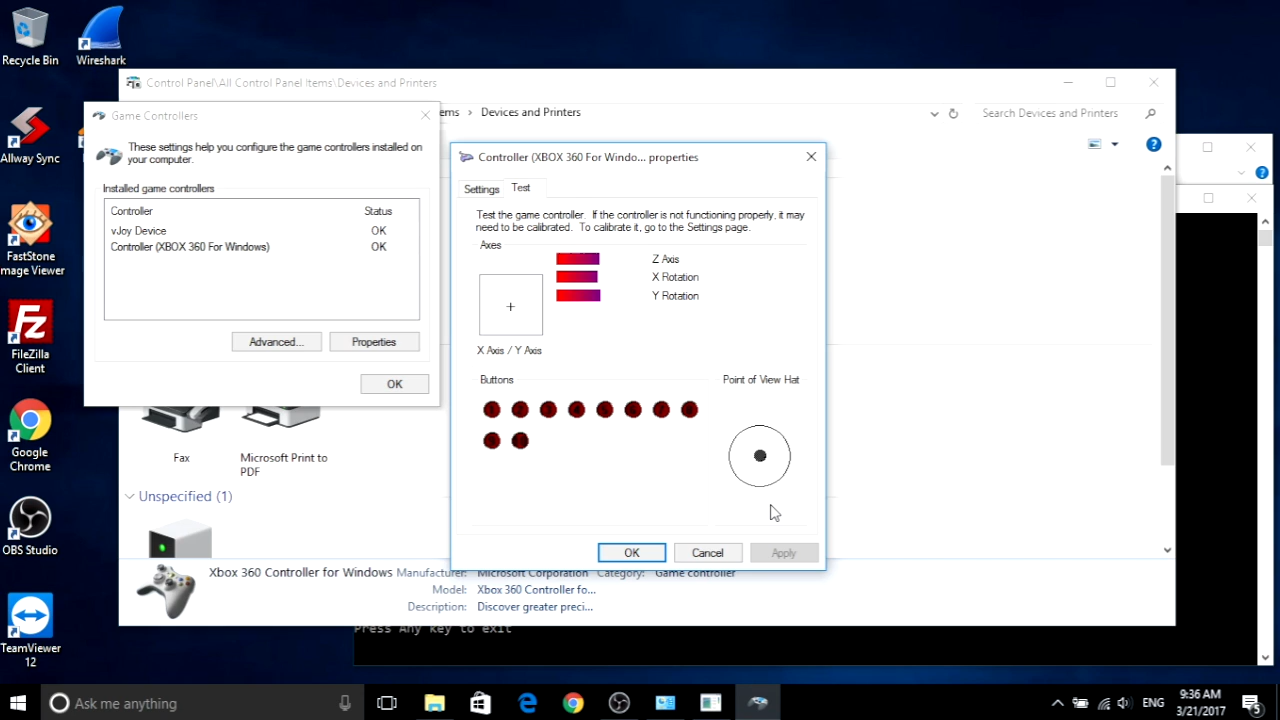 Recycle Bin
Wireshark
Allway Sync
FastStone
mage Viewer
FileZilla
Client
Google
Chrome
OBS Studio
TeamViewer
12
Control Panel\All Control Panel Items\Devices and Printers
ems > Devices and Printers
Search Devices and Printers
Game Controllers
These settings help you configure the game controllers installed on
your computer.
Installed game controllers
Controller Status
vJoy Device OK
Controller (XBOX 360 For Windows) OK
Advanced...
Properties
OK
Controller (XBOX 360 For Windo... properties
Settings
Test
Test the game controller. If the controller is not functioning properly, it may
need to be calibrated. To calibrate it, go to the Settings page.
Axes
Z Axis
X Rotation
Y Rotation
X Axis / Y Axis
Buttons
Point of View Hat
OK
Cancel
Apply
Fax
Microsoft Print to
PDF
Unspecified (1)
Xbox 360 Controller for Windows
Manufacturer: Microsoft Corporation
Category: Game controller
Model: Xbox 360 Controller fo...
Description: Discover greater preci...
Press Any key to exit
Ask me anything
ENG
9:36 AM
3/21/2017
5